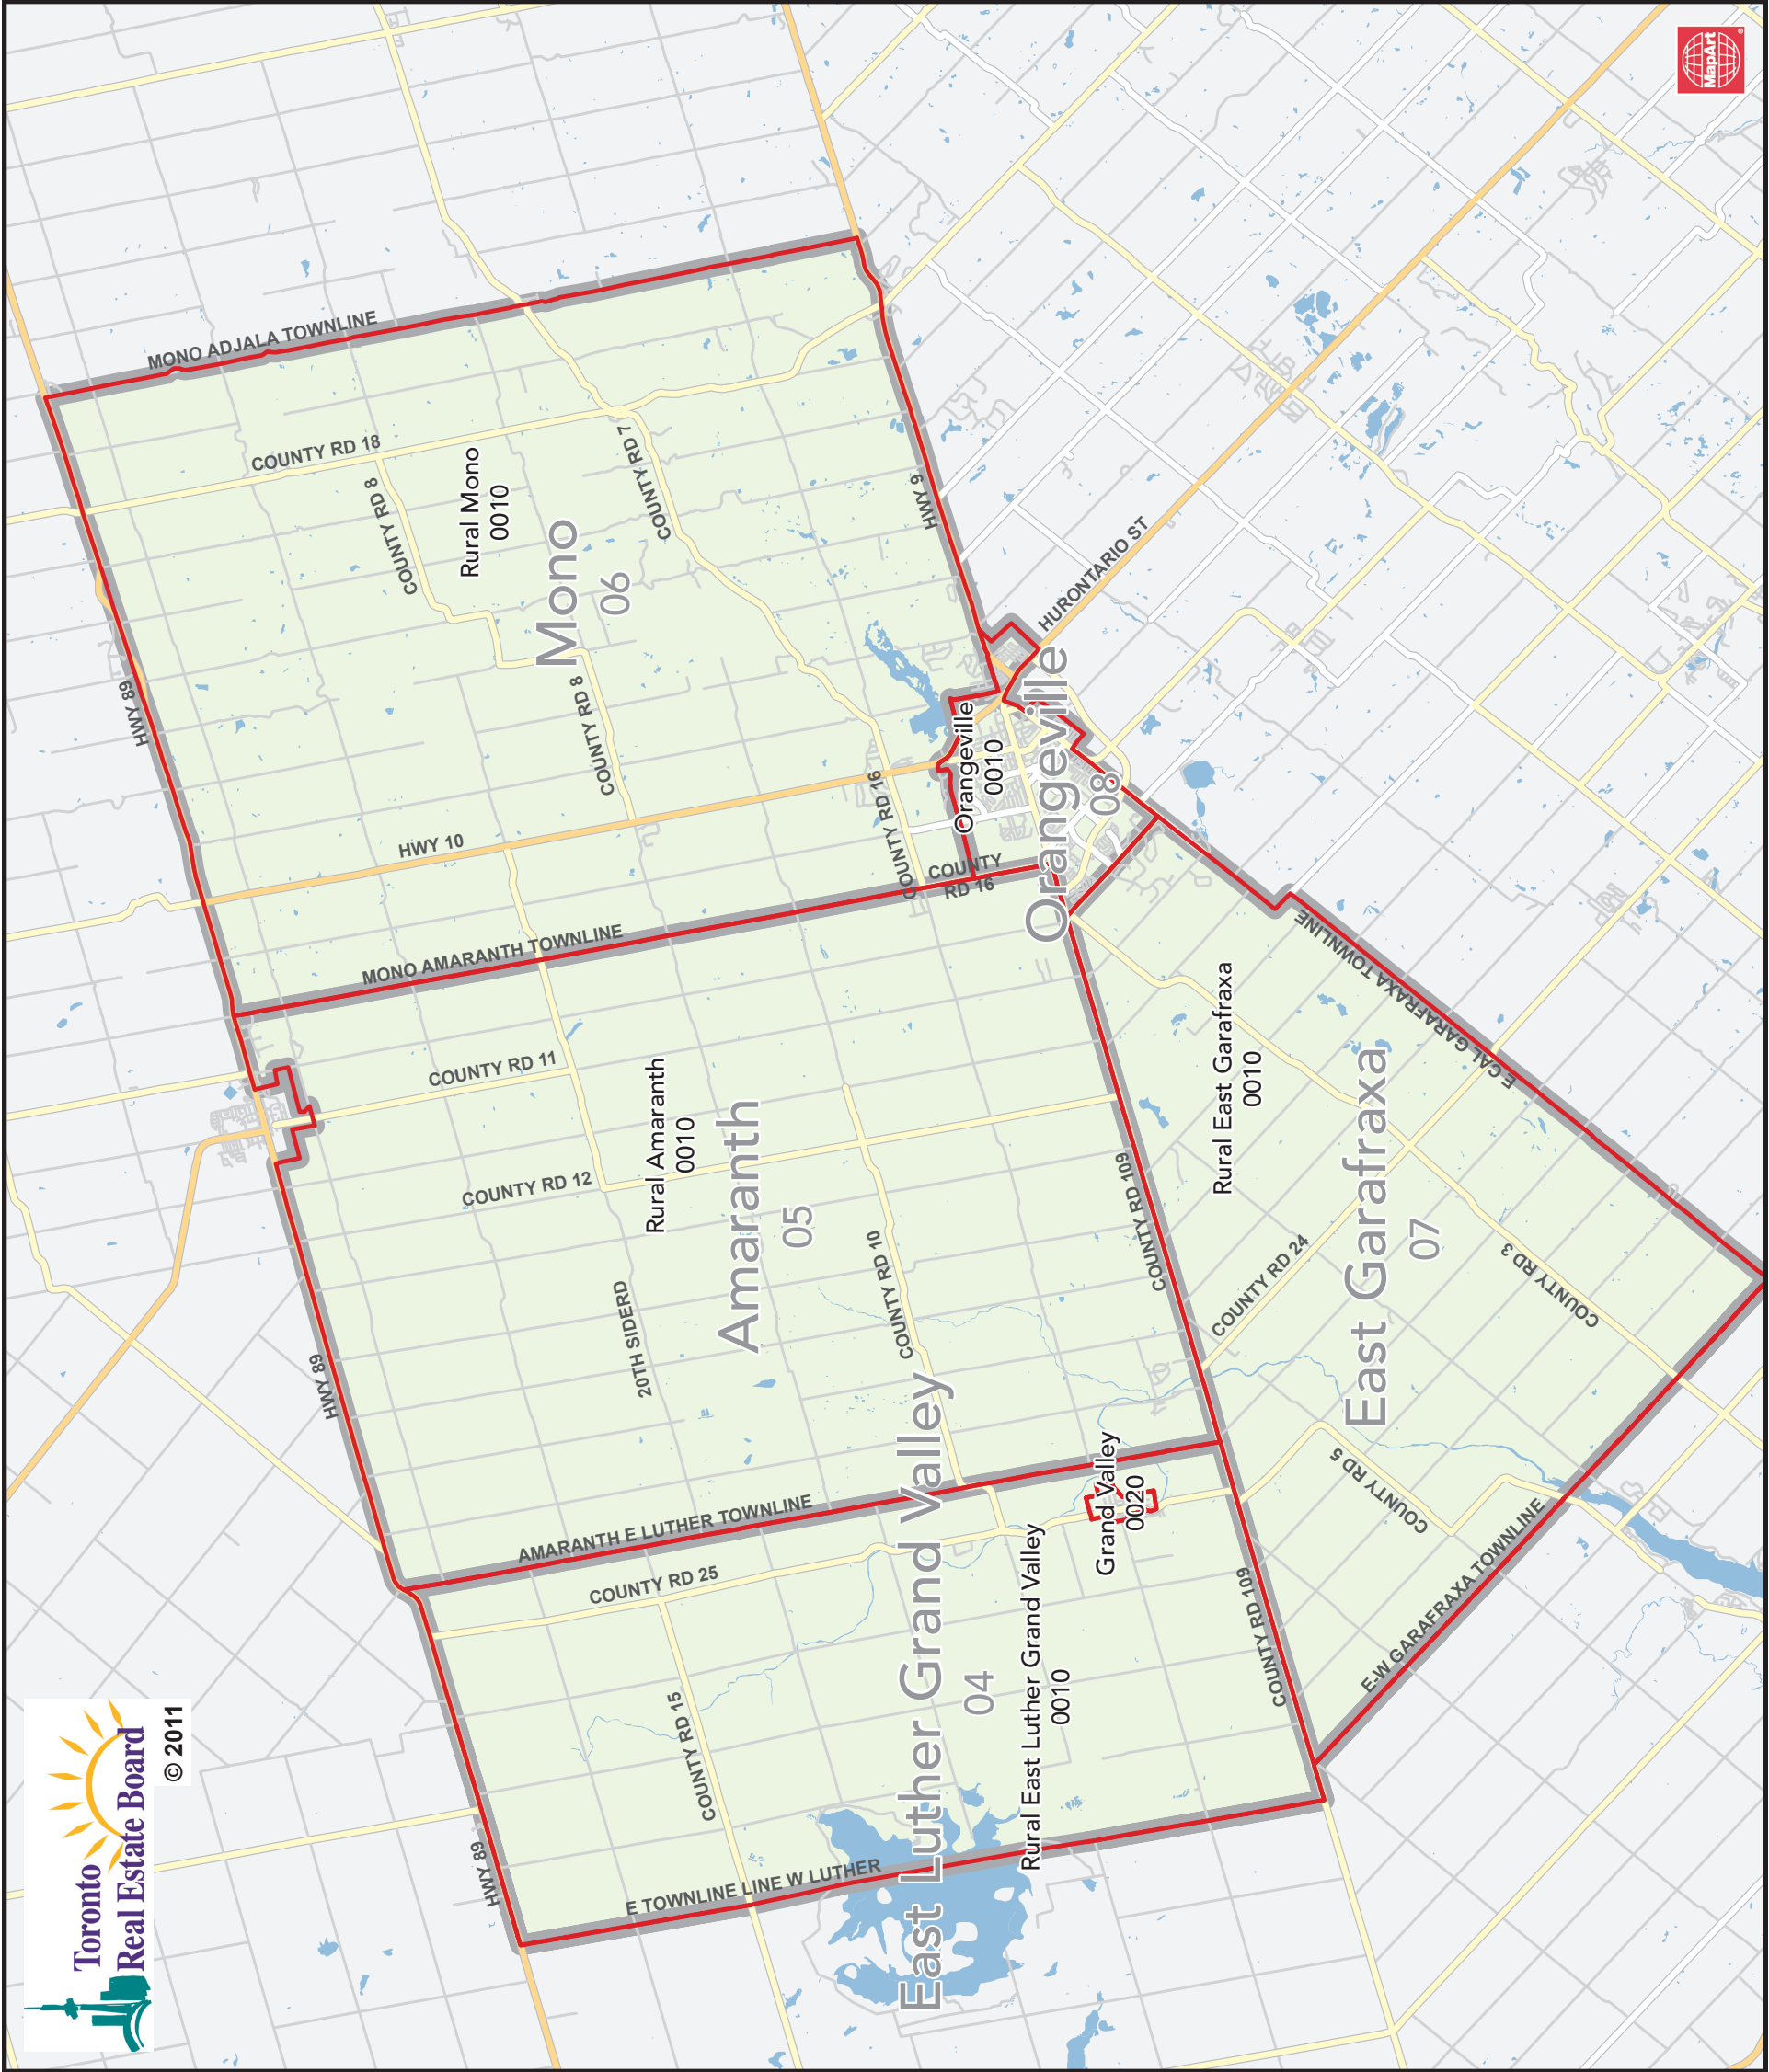 Toronto
Real Estate Board
© 2011
MapArt
®
HWY 89
HWY 89
HWY 89
E TOWNLINE LINE W LUTHER
COUNTY RD 15
COUNTY RD 25
AMARANTH E LUTHER TOWNLINE
East Luther Grand Valley
04
Rural East Luther Grand Valley
0010
Grand Valley
0020
COUNTY RD 109
COUNTY RD 109
20TH SIDERD
COUNTY RD 10
COUNTY RD 12
COUNTY RD 11
Rural Amaranth
0010
Amaranth
05
MONO AMARANTH TOWNLINE
HWY 10
COUNTY RD 16
COUNTY
RD 16
COUNTY RD 8
COUNTY RD 8
COUNTY RD 18
COUNTY RD 7
MONO ADJALA TOWNLINE
Rural Mono
0010
Mono
06
HWY 9
HURONTARIO ST
Orangeville
0010
Orangeville
08
Rural East Garafraxa
0010
East Garafraxa
07
COUNTY RD 24
COUNTY RD 3
COUNTY RD 5
E-W GARAFRAXA TOWNLINE
E CAL GARAFRAXA TOWNLINE